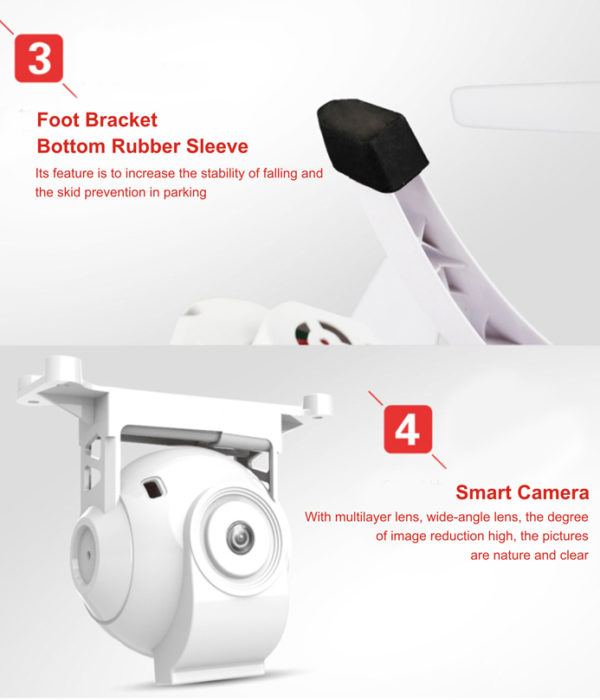 3
Foot Bracket
Bottom Rubber Sleeve
Its feature is to increase the stability of falling and
the skid prevention in parking
4
Smart Camera
With multilayer lens, wide-angle lens, the degree
of image reduction high, the pictures
are nature and clear